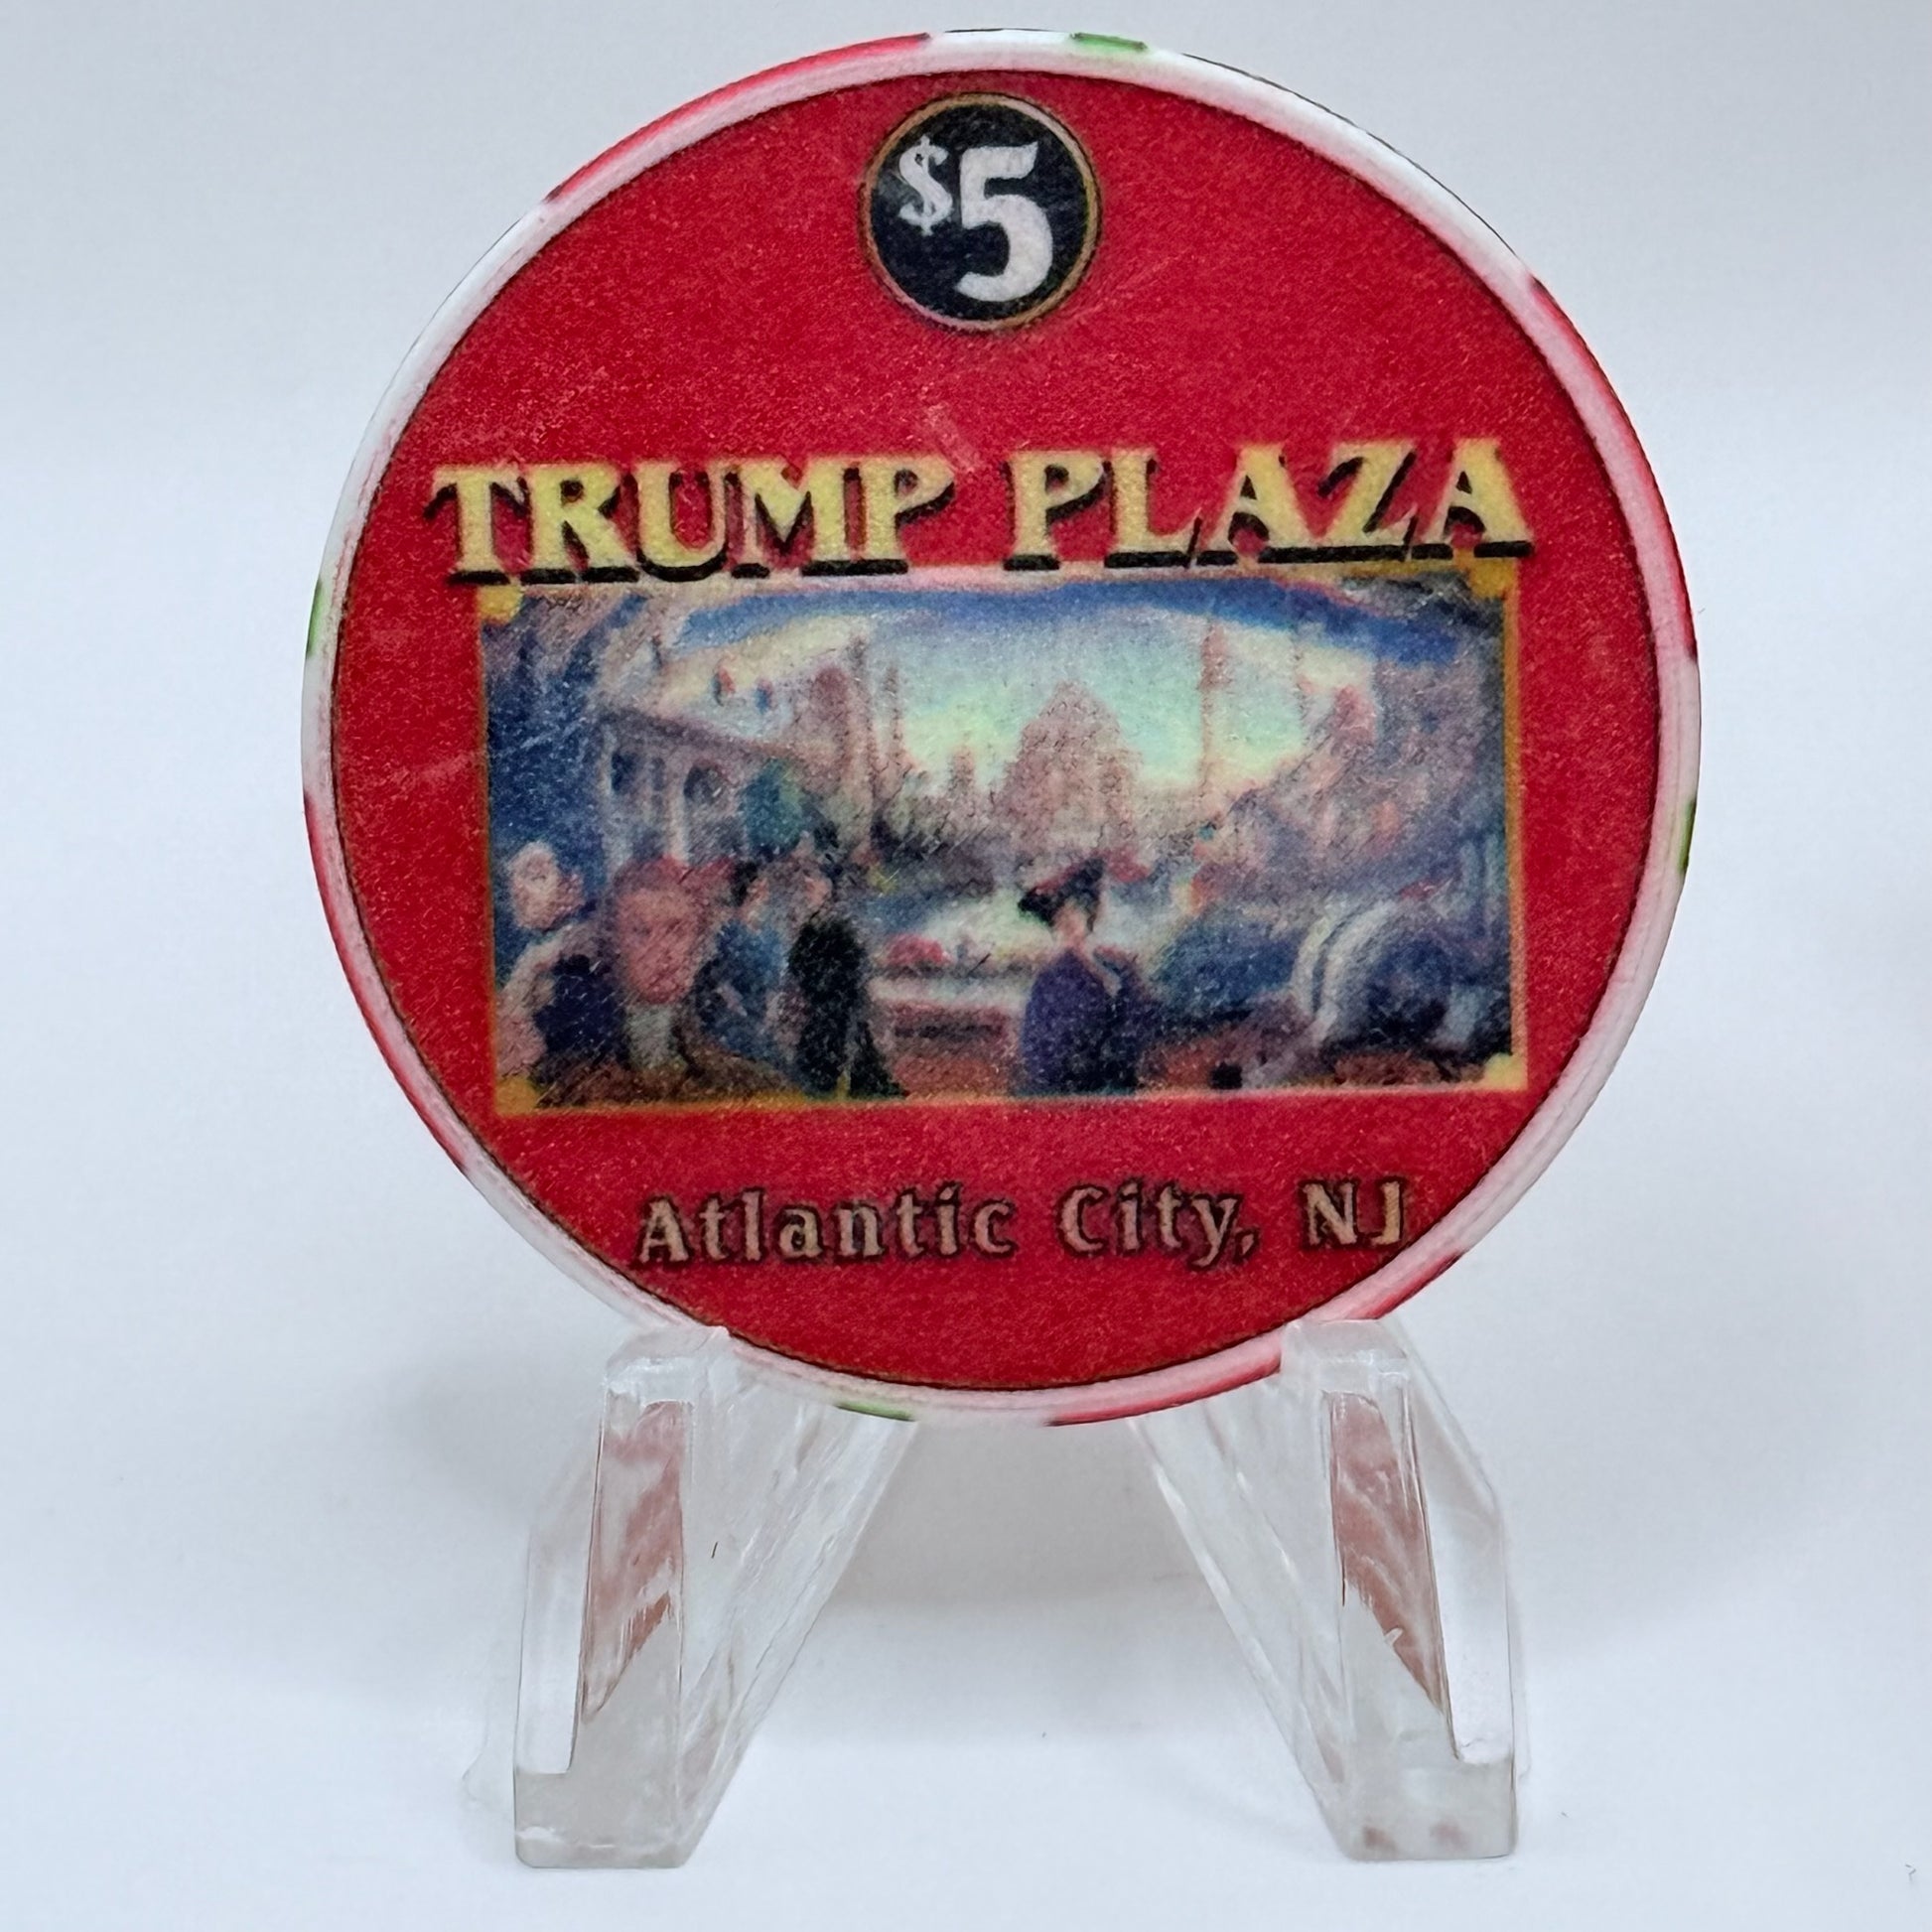 $5
TRUMP PLAZA
Atlantic City, NJ